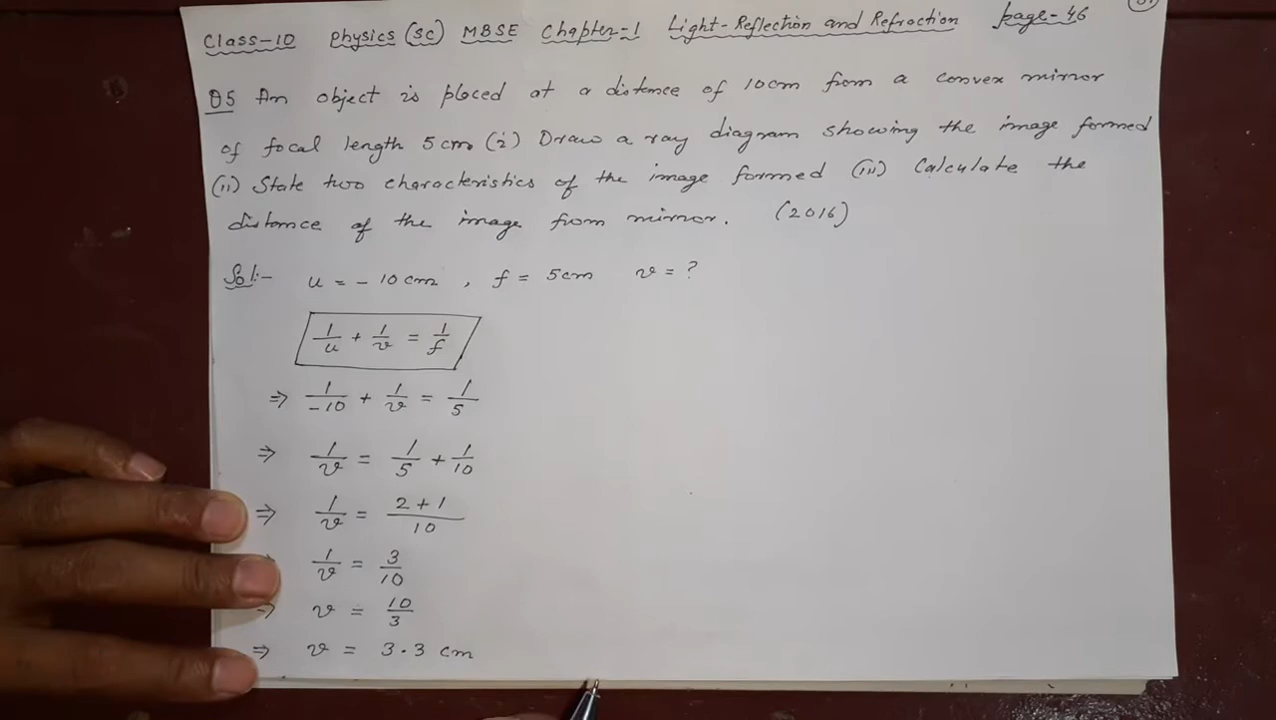 Class-10 Physics (SC) MBSE Chapter-1 Light-Reflection and Refraction page-46
Q5 An object is placed at a distance of 10cm from a convex mirror
of focal length 5cm. (i) Draw a ray diagram showing the image formed
(ii) State two characteristics of the image formed (iii) Calculate the
distance of the image from mirror. (2016)
Sol:- u = - 10cm, f = 5cm v = ?
1/u + 1/v = 1/f
⇒ 1/-10 + 1/v = 1/5
⇒ 1/v = 1/5 + 1/10
⇒ 1/v = 2+1/10
1/v = 3/10
⇒ v = 10/3
⇒ v = 3.3 cm